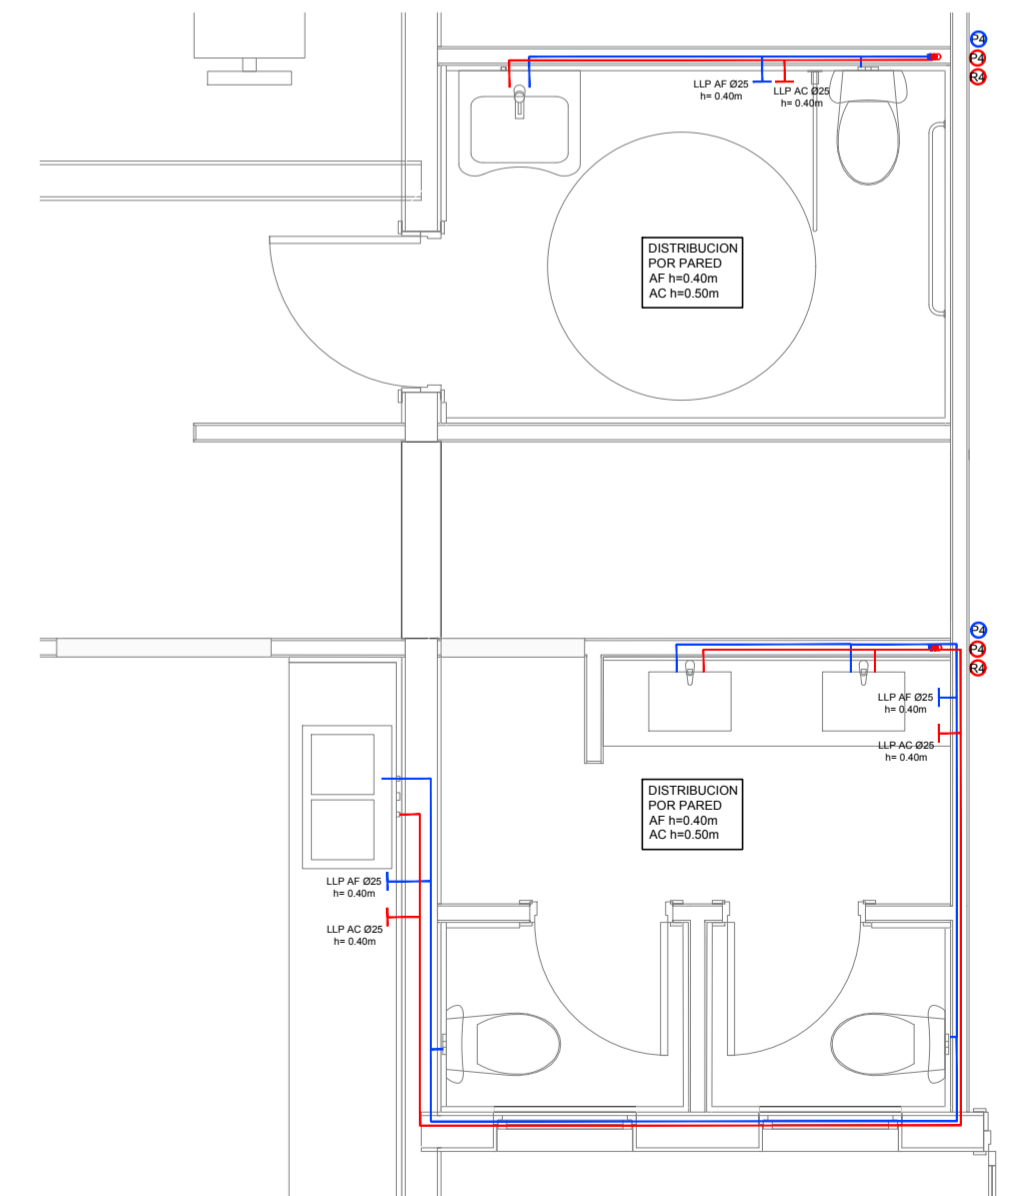 P4
P4
R4
LLP AF Ø25
h= 0.40m
LLP AC Ø25
h= 0.40m
DISTRIBUCION
POR PARED
AF h=0.40m
AC h=0.50m
P4
P4
R4
LLP AF Ø25
h= 0.40m
LLP AC Ø25
h= 0.40m
DISTRIBUCION
POR PARED
AF h=0.40m
AC h=0.50m
LLP AF Ø25
h= 0.40m
LLP AC Ø25
h= 0.40m